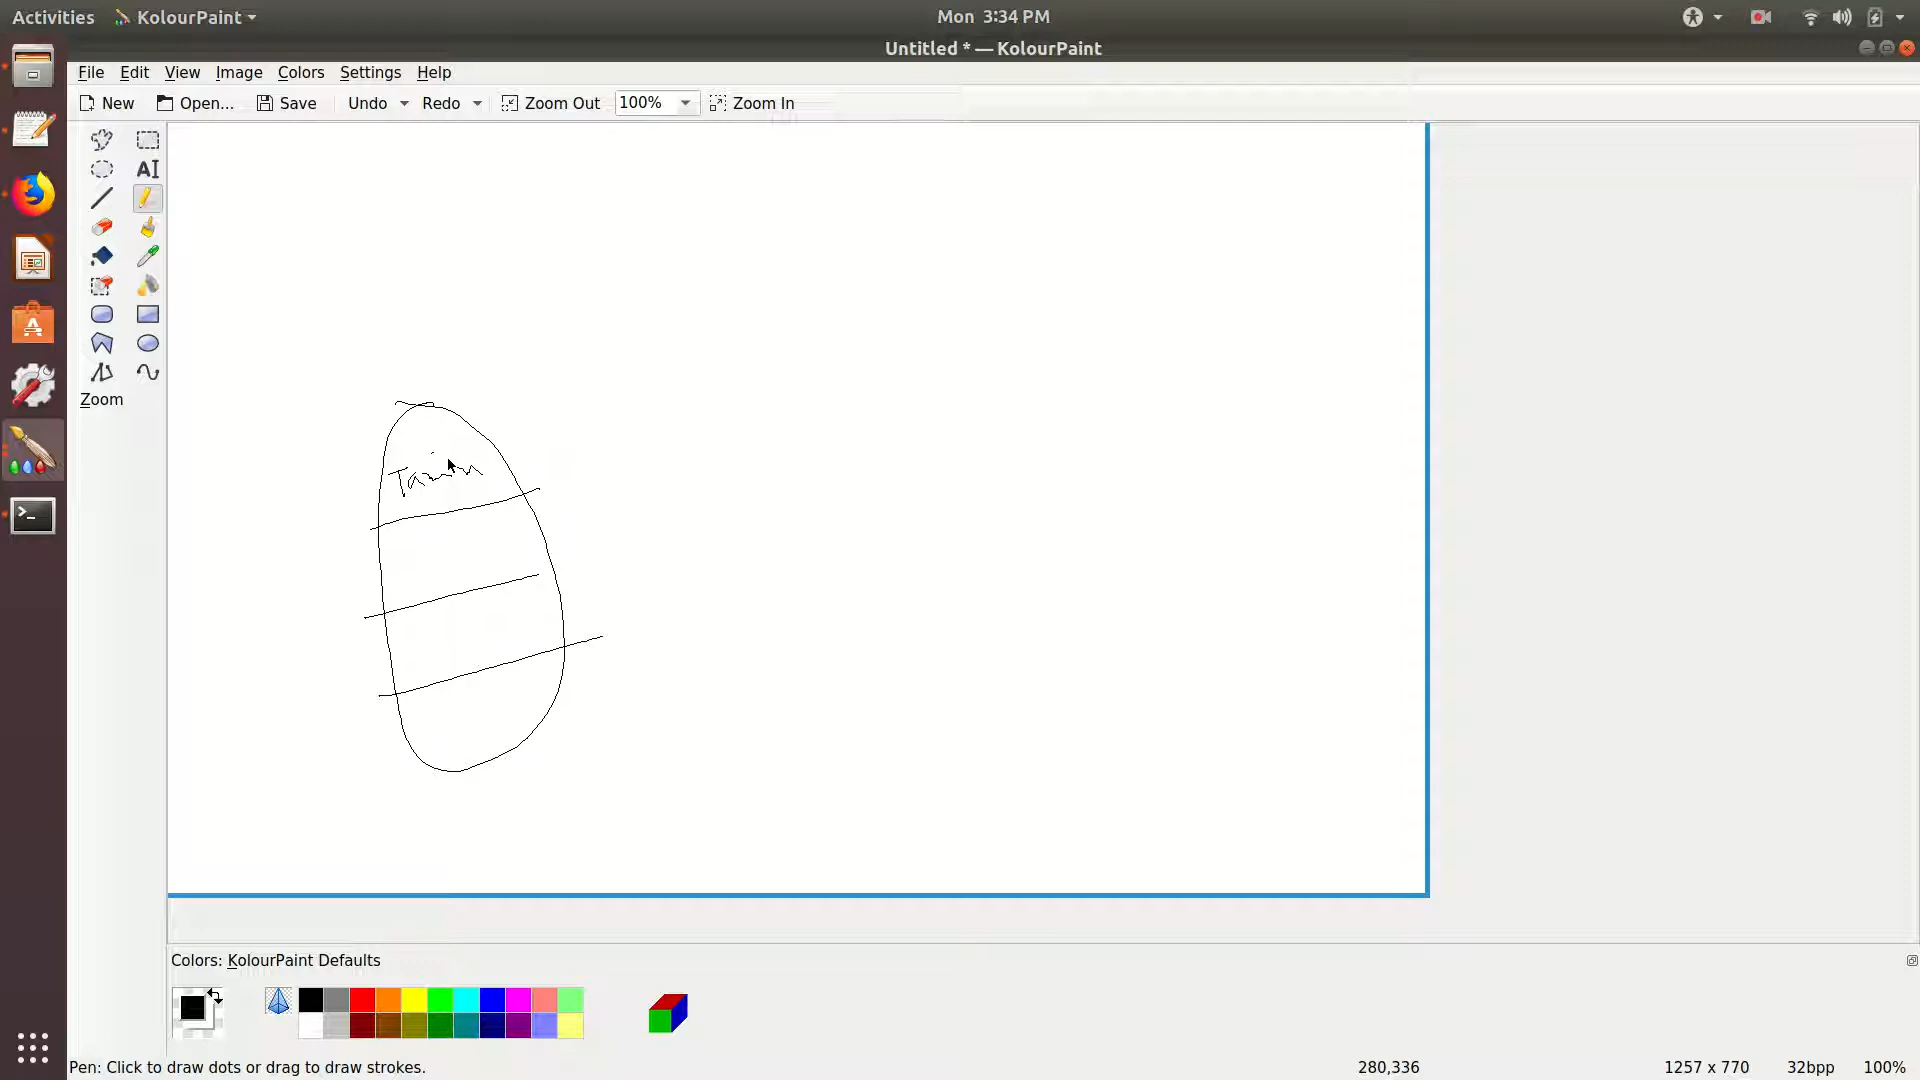 Activities KolourPaint Mon 3:34 PM
Untitled * — KolourPaint
File Edit View Image Colors Settings Help
New Open... Save Undo Redo Zoom Out 100% Zoom In
AI
Zoom
Colors: KolourPaint Defaults
Pen: Click to draw dots or drag to draw strokes. 280,336 1257 x 770 32bpp 100%